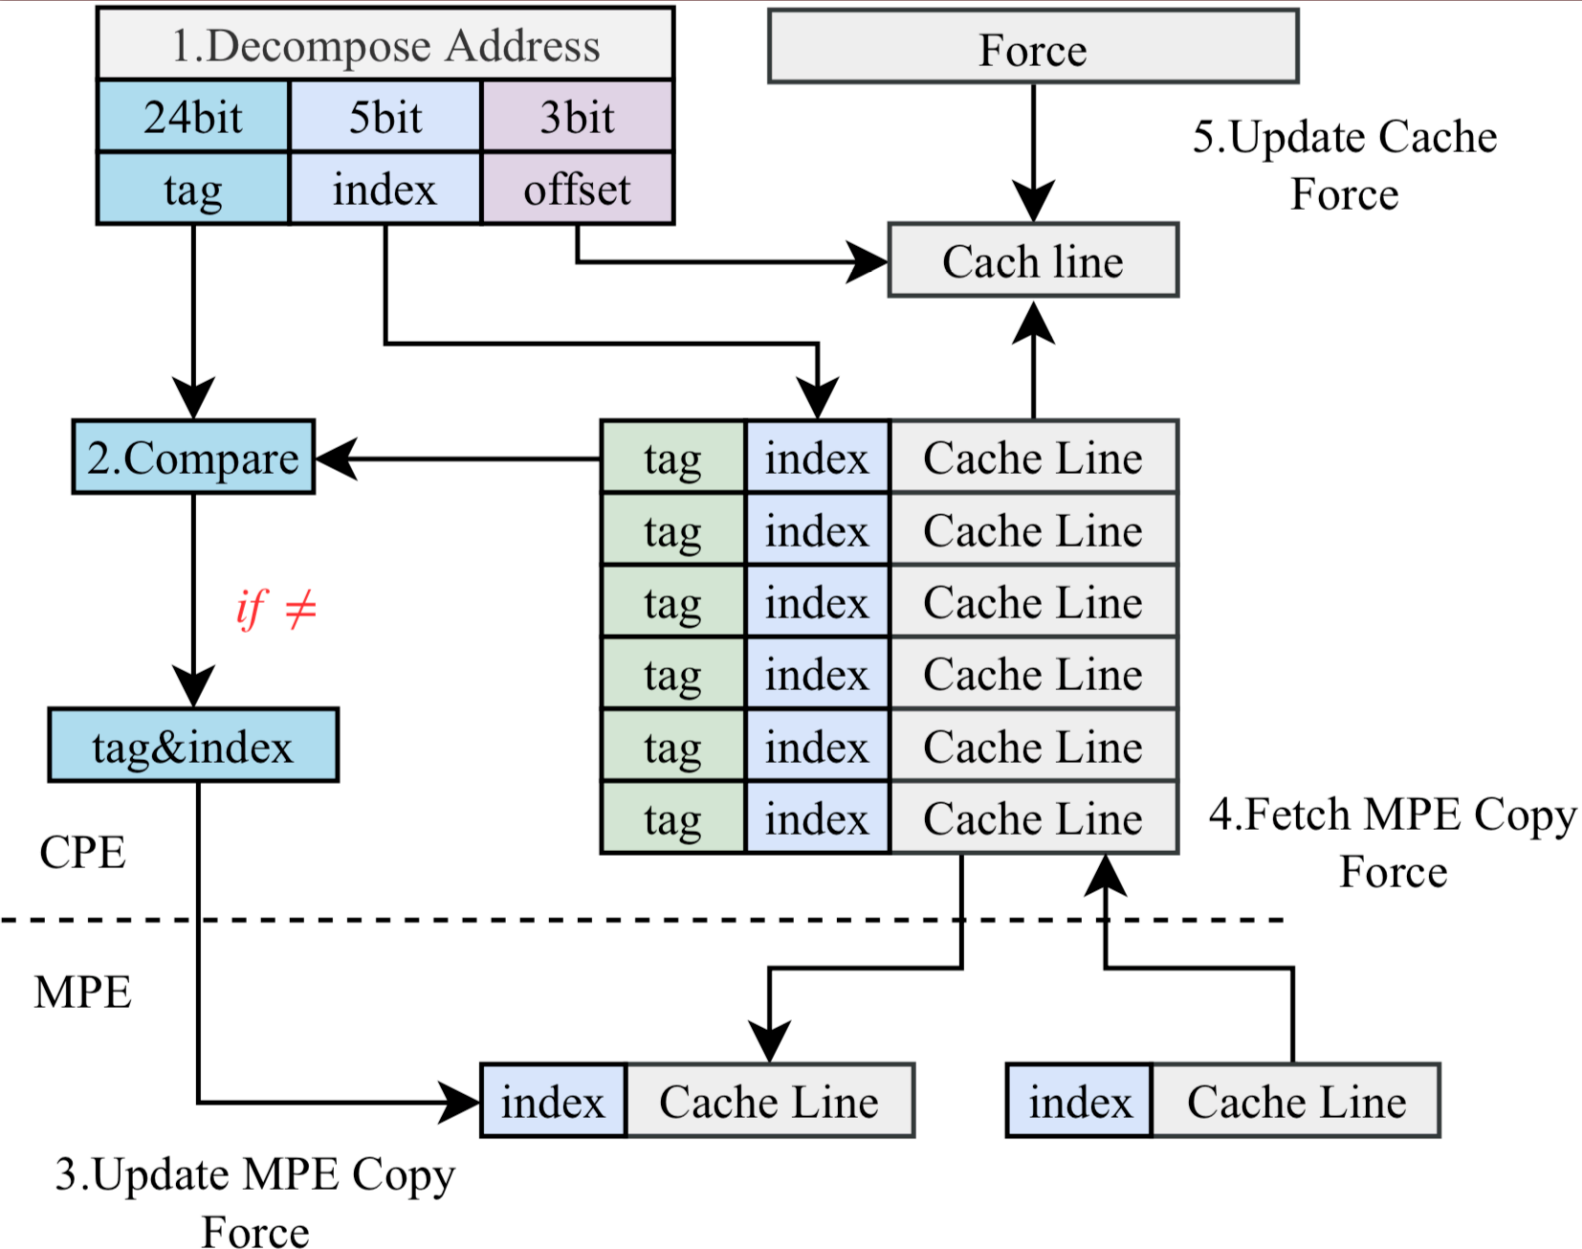 1.Decompose Address
24bit 5bit 3bit
tag index offset
Force
5.Update Cache
Force
Cach line
2.Compare
tag index Cache Line
tag index Cache Line
tag index Cache Line
tag index Cache Line
tag index Cache Line
tag index Cache Line
if ≠
tag&index
4.Fetch MPE Copy
Force
CPE
MPE
index Cache Line
index Cache Line
3.Update MPE Copy
Force